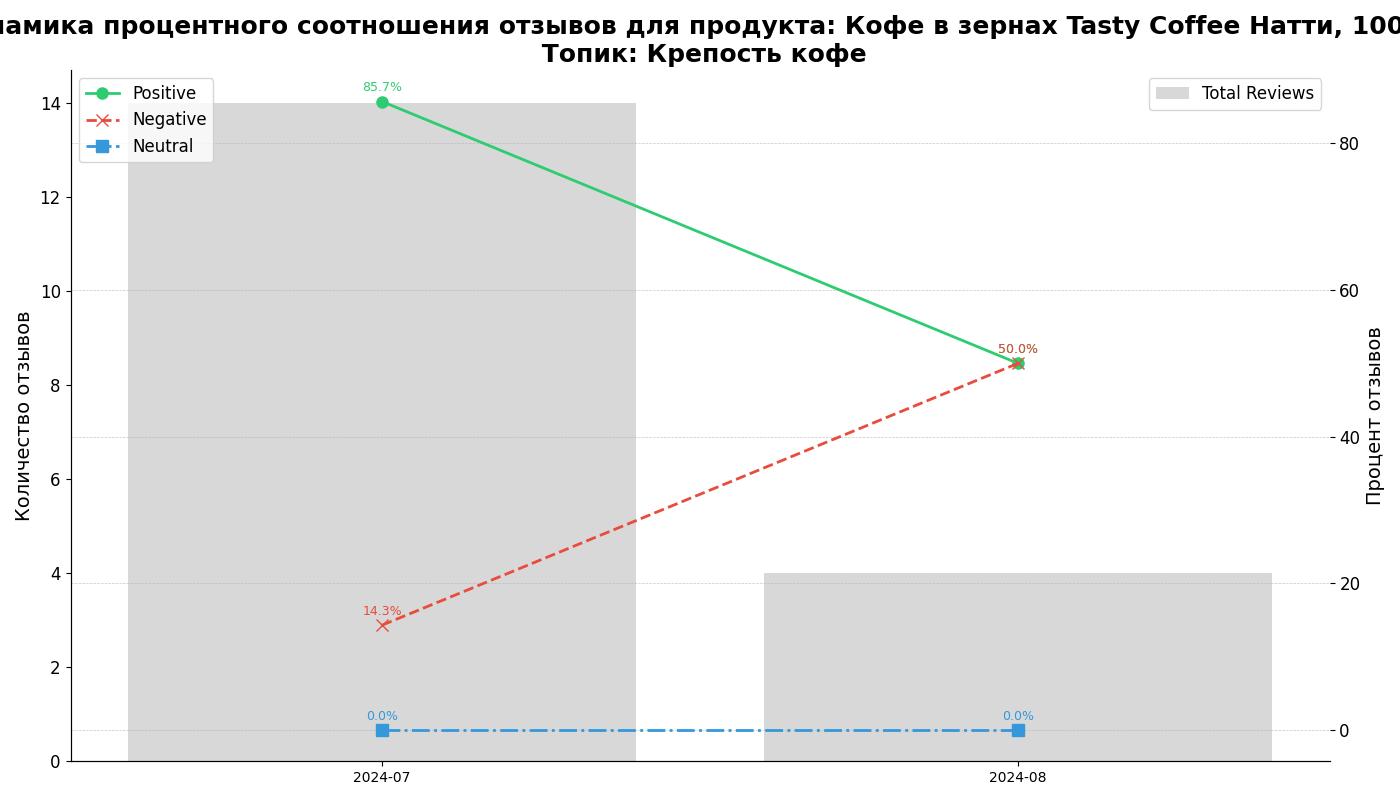 намика процентного соотношения отзывов для продукта: Кофе в зернах Tasty Coffee Натти, 100
Топик: Крепость кофе
Positive
Negative
Neutral
Total Reviews
85.7%
50.0%
14.3%
0.0%
0.0%
14
12
10
8
6
4
2
0
80
60
40
20
0
Количество отзывов
Процент отзывов
2024-07
2024-08